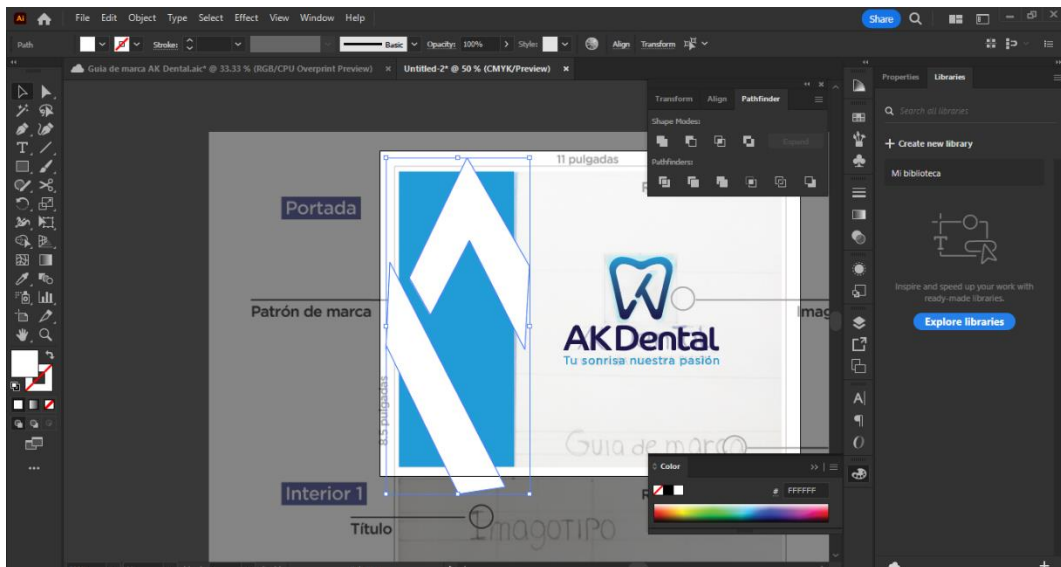 Ai File Edit Object Type Select Effect View Window Help Share
Path Stroke: Basic Opacity: 100% Style: Align Transform
Guia de marca AK Dental.aic* @ 33.33 % (RGB/CPU Overprint Preview) × Untitled-2* @ 50 % (CMYK/Preview) ×
Transform Align Pathfinder
Shape Modes:
Expand
Pathfinders:
Properties Libraries
Search all libraries
+ Create new library
Mi biblioteca
Inspire and speed up your work with
ready-made libraries.
Explore libraries
11 pulgadas
Portada
Patrón de marca
Imag
AK Dental
Tu sonrisa nuestra pasión
8.5 pulgadas
Guia de marca
Color
# FFFFFF
Interior 1
Título
Imagotipo